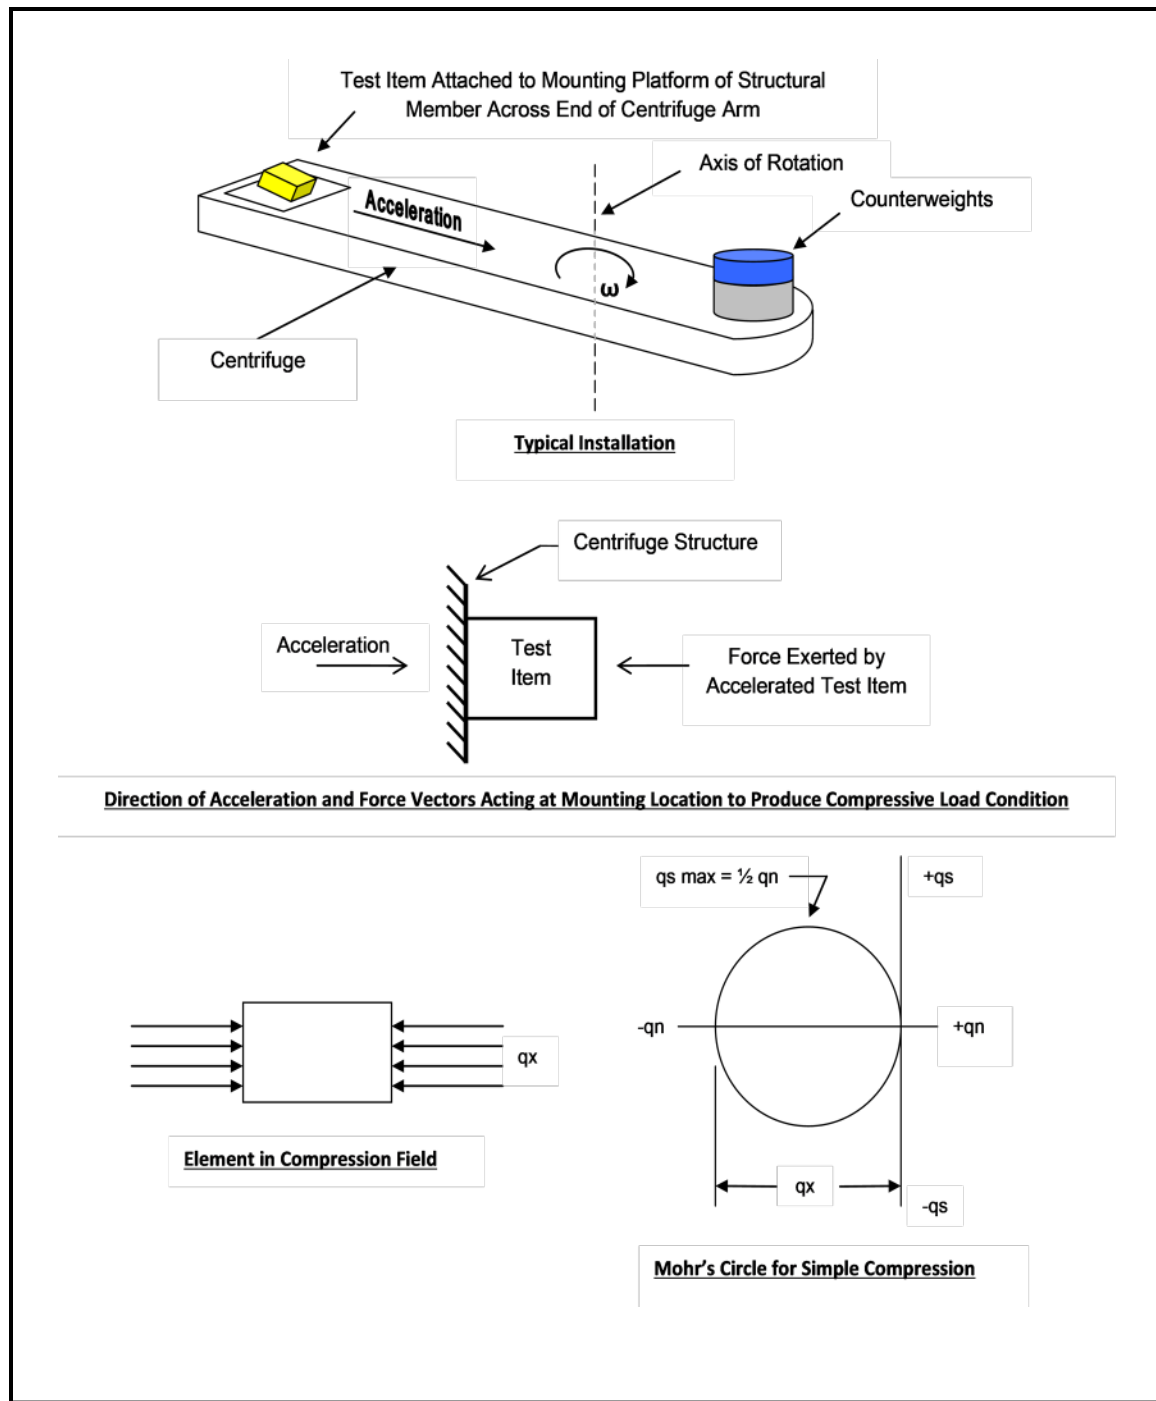 Test Item Attached to Mounting Platform of Structural
Member Across End of Centrifuge Arm
Axis of Rotation
Counterweights
Acceleration
ω
Centrifuge
Typical Installation
Centrifuge Structure
Acceleration
Test
Item
Force Exerted by
Accelerated Test Item
Direction of Acceleration and Force Vectors Acting at Mounting Location to Produce Compressive Load Condition
qs max = ½ qn
+qs
-qn
+qn
qx
Element in Compression Field
qx
-qs
Mohr's Circle for Simple Compression